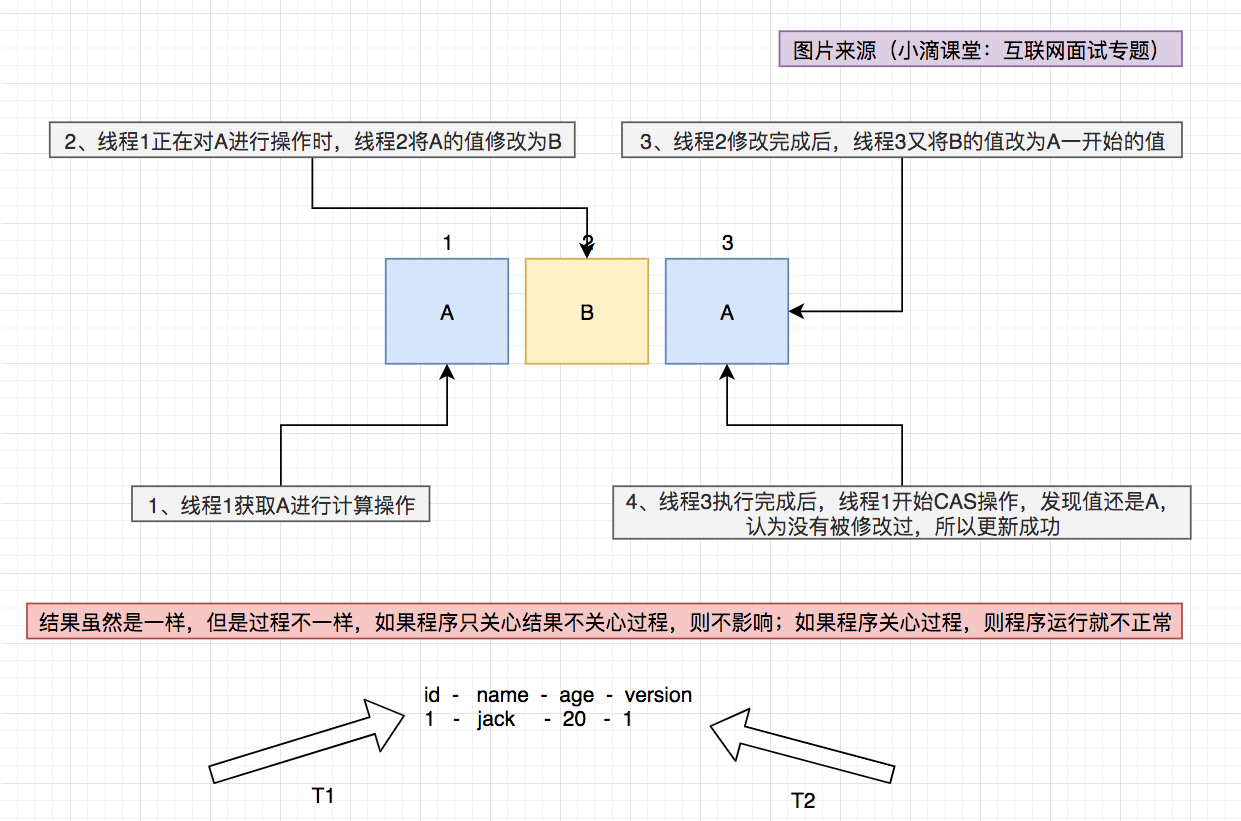 图片来源（小滴课堂：互联网面试专题）
2、线程1正在对A进行操作时，线程2将A的值修改为B
3、线程2修改完成后，线程3又将B的值改为A一开始的值
1
2
3
A
B
A
1、线程1获取A进行计算操作
4、线程3执行完成后，线程1开始CAS操作，发现值还是A，
认为没有被修改过，所以更新成功
结果虽然是一样，但是过程不一样，如果程序只关心结果不关心过程，则不影响；如果程序关心过程，则程序运行就不正常
id - name - age - version
1 - jack - 20 - 1
T1
T2